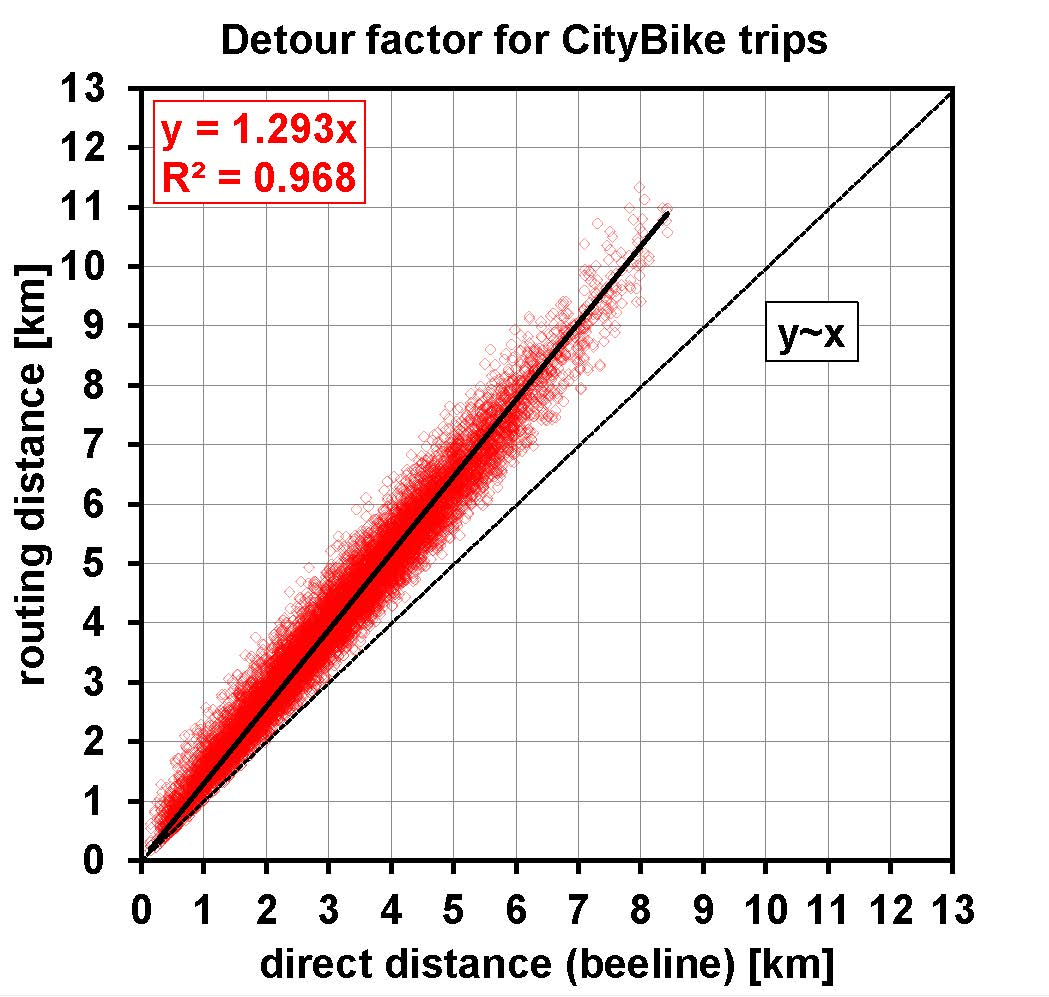 Detour factor for CityBike trips
y = 1.293x
R² = 0.968
13
12
11
10
9
8
7
6
5
4
3
2
1
0
routing distance [km]
y~x
0 1 2 3 4 5 6 7 8 9 10 11 12 13
direct distance (beeline) [km]